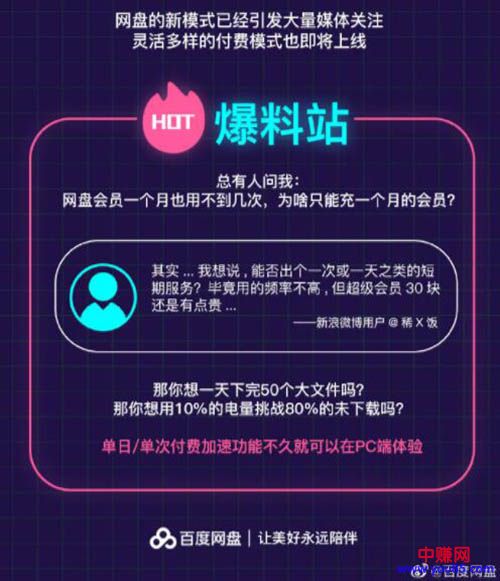 网盘的新模式已经引发大量媒体关注
灵活多样的付费模式也即将上线
HOT 爆料站
总有人问我：
网盘会员一个月也用不到几次，为啥只能充一个月的会员？
其实 ... 我想说，能否出个一次或一天之类的短
期服务？毕竟用的频率不高，但超级会员 30 块
还是有点贵 ...
——新浪微博用户 @ 稀 X 饭
那你想一天下完50个大文件吗？
那你想用10%的电量挑战80%的未下载吗？
单日/单次付费加速功能不久就可以在PC端体验
百度网盘 | 让美好永远陪伴
中赚网
@百度网盘